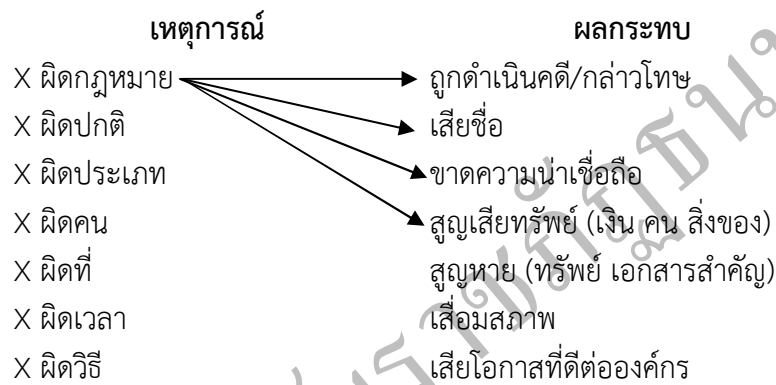 เหตุการณ์ ผลกระทบ
X ผิดกฎหมาย ถูกดำเนินคดี/กล่าวโทษ
X ผิดปกติ เสียชื่อ
X ผิดประเภท ขาดความน่าเชื่อถือ
X ผิดคน สูญเสียทรัพย์ (เงิน คน สิ่งของ)
X ผิดที่ สูญหาย (ทรัพย์ เอกสารสำคัญ)
X ผิดเวลา เสื่อมสภาพ
X ผิดวิธี เสียโอกาสที่ดีต่อองค์กร